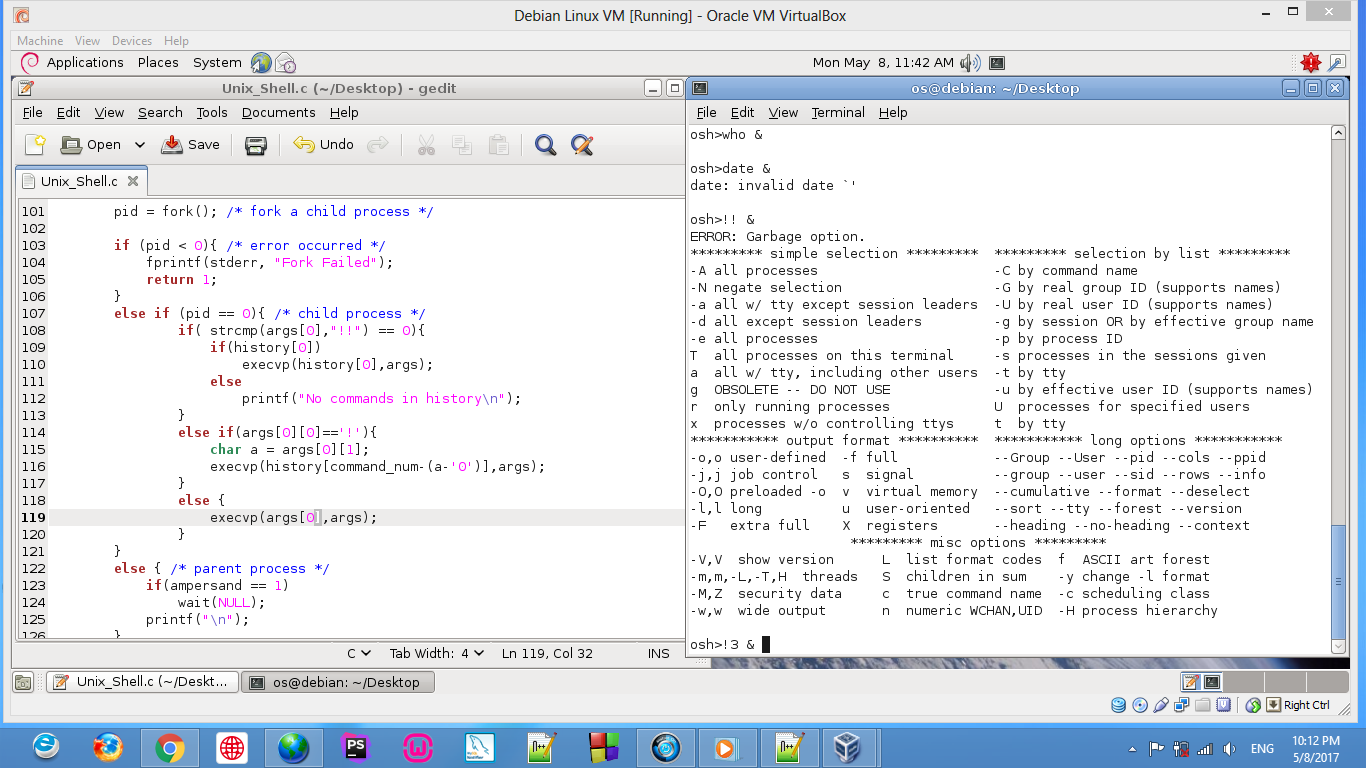 Debian Linux VM [Running] - Oracle VM VirtualBox
Machine View Devices Help
Applications Places System
Mon May 8, 11:42 AM
Unix_Shell.c (~/Desktop) - gedit
File Edit View Search Tools Documents Help
Open Save Undo
Unix_Shell.c
101 pid = fork(); /* fork a child process */
102
103 if (pid < 0){ /* error occurred */
104 fprintf(stderr, "Fork Failed");
105 return 1;
106 }
107 else if (pid == 0){ /* child process */
108 if( strcmp(args[0],"!!") == 0){
109 if(history[0])
110 execvp(history[0],args);
111 else
112 printf("No commands in history\n");
113 }
114 else if(args[0][0]=='!'){
115 char a = args[0][1];
116 execvp(history[command_num-(a-'0')],args);
117 }
118 else {
119 execvp(args[0],args);
120 }
121 }
122 else { /* parent process */
123 if(ampersand == 1)
124 wait(NULL);
125 printf("\n");
126 }
C Tab Width: 4 Ln 119, Col 32 INS
os@debian: ~/Desktop
File Edit View Terminal Help
osh>who &
osh>date &
date: invalid date `'
osh>!! &
ERROR: Garbage option.
********* simple selection ********* ********* selection by list *********
-A all processes -C by command name
-N negate selection -G by real group ID (supports names)
-a all w/ tty except session leaders -U by real user ID (supports names)
-d all except session leaders -g by session OR by effective group name
-e all processes -p by process ID
T all processes on this terminal -s processes in the sessions given
a all w/ tty, including other users -t by tty
g OBSOLETE -- DO NOT USE -u by effective user ID (supports names)
r only running processes U processes for specified users
x processes w/o controlling ttys t by tty
*********** output format ********** *********** long options ***********
-o,o user-defined -f full --Group --User --pid --cols --ppid
-j,j job control s signal --group --user --sid --rows --info
-O,O preloaded -o v virtual memory --cumulative --format --deselect
-l,l long u user-oriented --sort --tty --forest --version
-F extra full X registers --heading --no-heading --context
********* misc options *********
-V,V show version L list format codes f ASCII art forest
-m,m,-L,-T,H threads S children in sum -y change -l format
-M,Z security data c true command name -c scheduling class
-w,w wide output n numeric WCHAN,UID -H process hierarchy
osh>!3 &
Unix_Shell.c (~/Deskt...
os@debian: ~/Desktop
Right Ctrl
PS
ENG
10:12 PM
5/8/2017